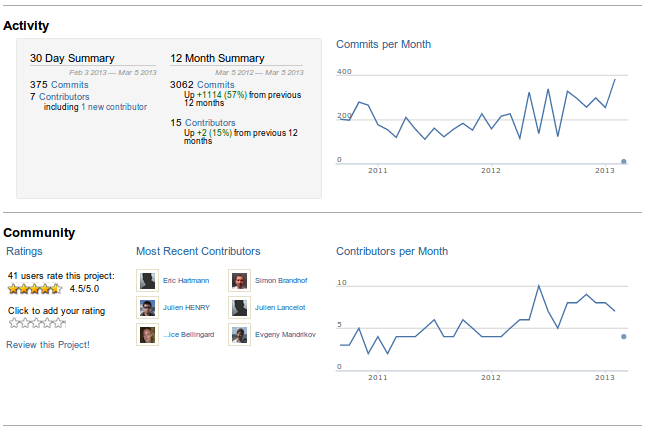 Activity
30 Day Summary
Feb 3 2013 — Mar 5 2013
375 Commits
7 Contributors
including 1 new contributor
12 Month Summary
Mar 5 2012 — Mar 5 2013
3062 Commits
Up +1114 (57%) from previous
12 months
15 Contributors
Up +2 (15%) from previous 12
months
Commits per Month
400
200
0
2011 2012 2013
Community
Ratings
41 users rate this project:
4.5/5.0
Click to add your rating
Review this Project!
Most Recent Contributors
Eric Hartmann
Simon Brandhof
Julien HENRY
Julien Lancelot
...ice Bellingard
Evgeny Mandrikov
Contributors per Month
10
5
0
2011 2012 2013